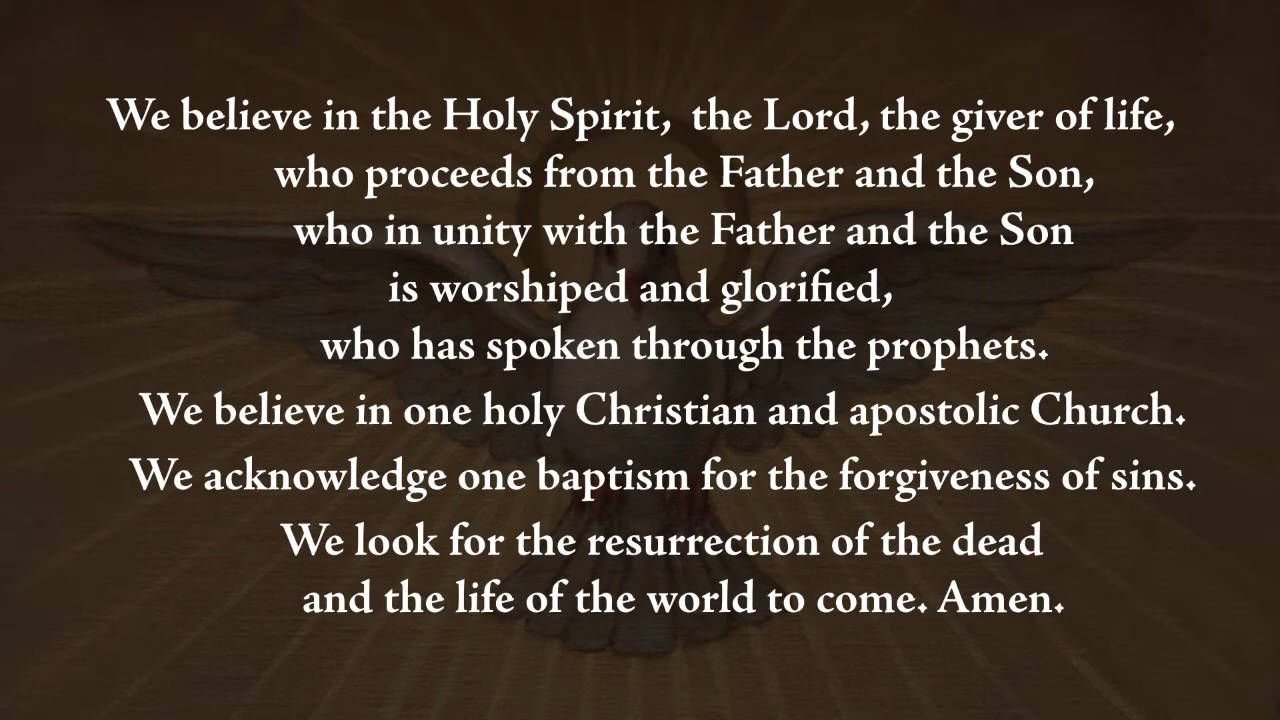 We believe in the Holy Spirit,  the Lord, the giver of life,
who proceeds from the Father and the Son,
who in unity with the Father and the Son
is worshiped and glorified,
who has spoken through the prophets.
We believe in one holy Christian and apostolic Church.
We acknowledge one baptism for the forgiveness of sins.
We look for the resurrection of the dead
and the life of the world to come. Amen.